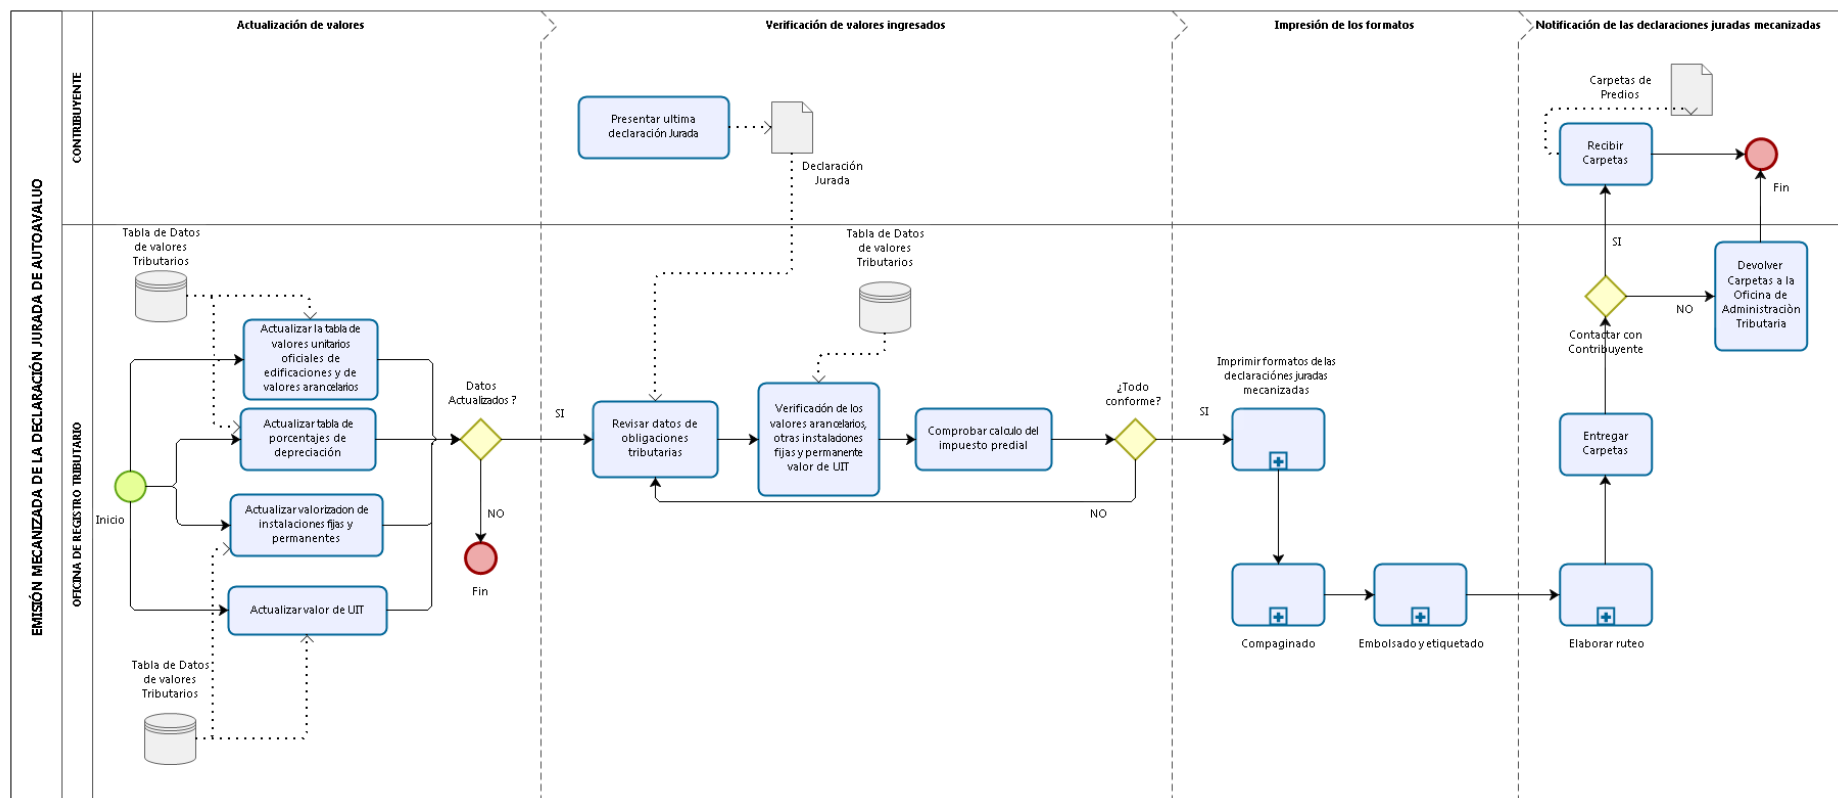 EMISIÓN MECANIZADA DE LA DECLARACIÓN JURADA DE AUTOAVALUO
CONTRIBUYENTE
OFICINA DE REGISTRO TRIBUTARIO
Actualización de valores
Verificación de valores ingresados
Impresión de los formatos
Notificación de las declaraciones juradas mecanizadas
Presentar ultima
declaración Jurada
Declaración
Jurada
Carpetas de
Predios
Recibir
Carpetas
Fin
Tabla de Datos
de valores
Tributarios
Actualizar la tabla de
valores unitarios
oficiales de
edificaciones y de
valores arancelarios
Actualizar tabla de
porcentajes de
depreciación
Inicio
Actualizar valorizacion de
instalaciones fijas y
permanentes
Actualizar valor de UIT
Tabla de Datos
de valores
Tributarios
Datos
Actualizados ?
SI
NO
Fin
Revisar datos de
obligaciones
tributarias
Tabla de Datos
de valores
Tributarios
Verificación de los
valores arancelarios,
otras instalaciones
fijas y permanente
valor de UIT
Comprobar calculo del
impuesto predial
¿Todo
conforme?
SI
NO
Imprimir formatos de las
declaraciónes juradas
mecanizadas
Compaginado
Embolsado y etiquetado
Elaborar ruteo
Entregar
Carpetas
Contactar con
Contribuyente
SI
NO
Devolver
Carpetas a la
Oficina de
Administraciòn
Tributaria